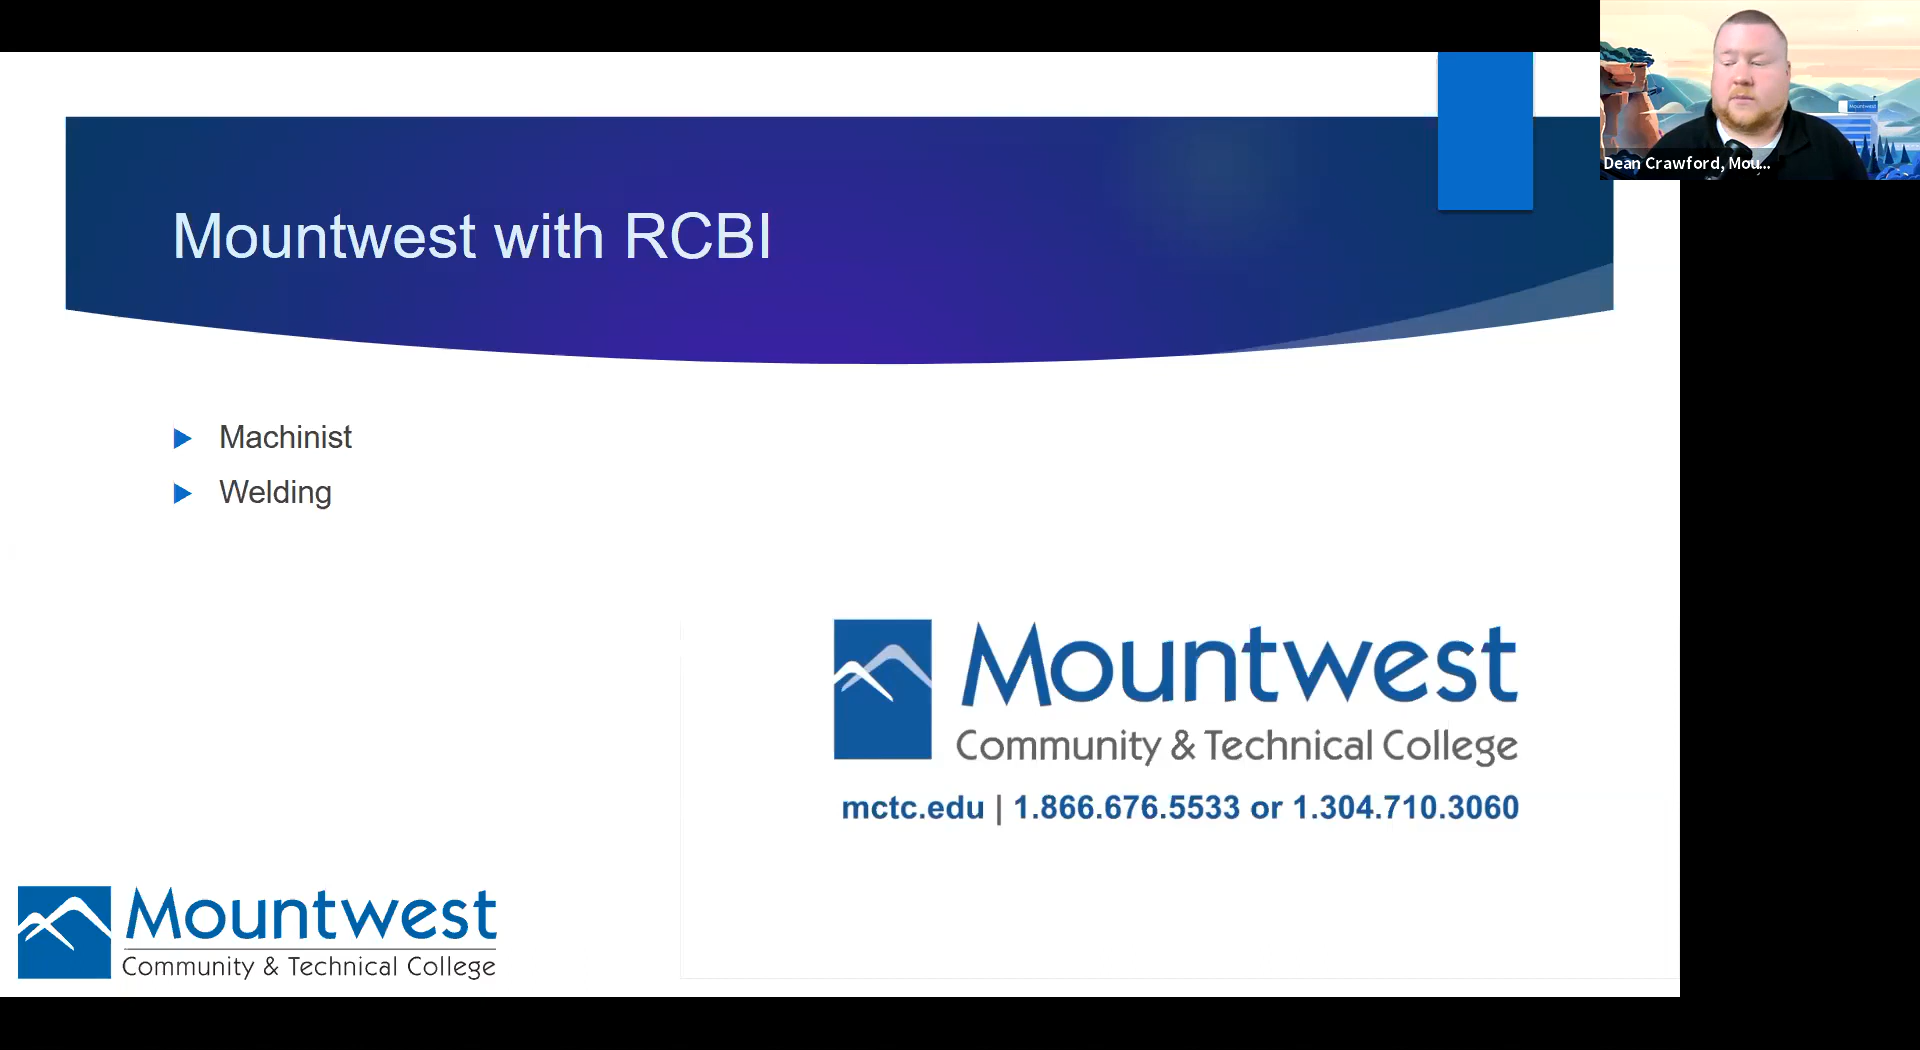 Mountwest with RCBI
Dean Crawford, Mou...
Mountwest
Machinist
Welding
Mountwest
Community & Technical College
mctc.edu | 1.866.676.5533 or 1.304.710.3060
Mountwest
Community & Technical College